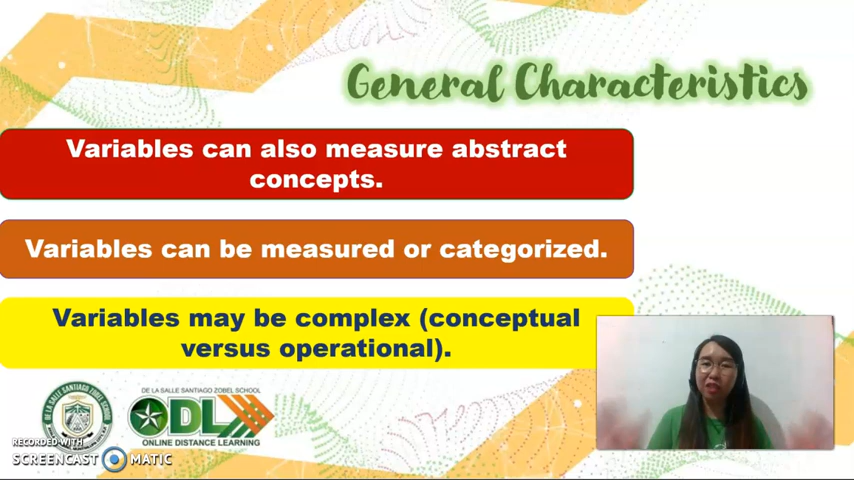 General Characteristics
Variables can also measure abstract
concepts.
Variables can be measured or categorized.
Variables may be complex (conceptual
versus operational).
DE LA SALLE SANTIAGO ZOBEL SCHOOL
ODL
ONLINE DISTANCE LEARNING
RECORDED WITH
SCREENCAST MATIC